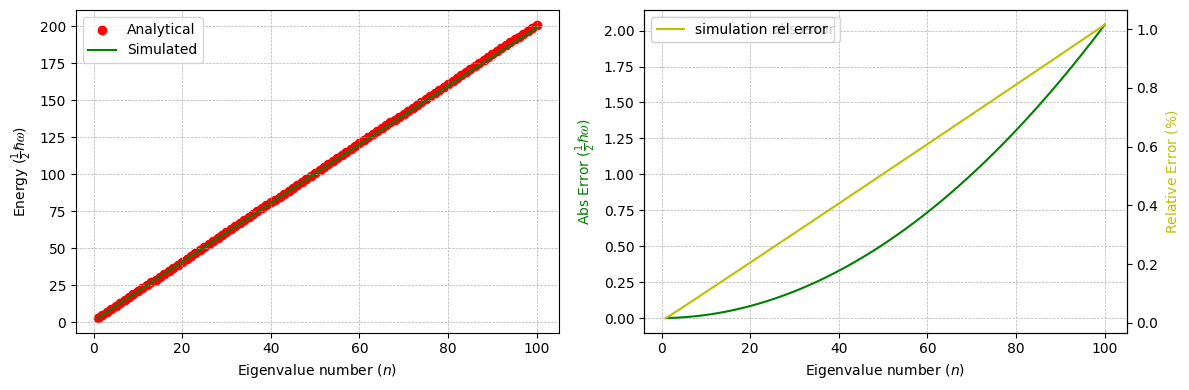 Analytical
Simulated
200
175
150
125
100
75
50
25
0
Energy (½ℏω)
0 20 40 60 80 100
Eigenvalue number (n)
simulation rel error
2.00
1.75
1.50
1.25
1.00
0.75
0.50
0.25
0.00
Abs Error (½ℏω)
1.0
0.8
0.6
0.4
0.2
0.0
Relative Error (%)
0 20 40 60 80 100
Eigenvalue number (n)